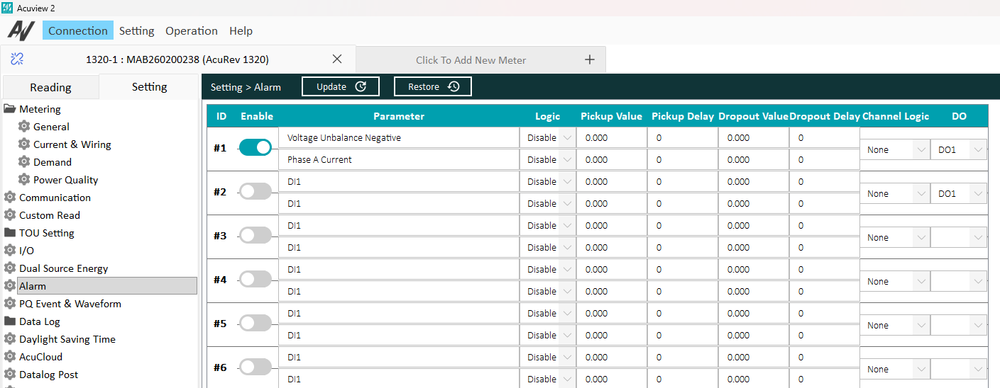 Acuview 2
Connection Setting Operation Help
1320-1 : MAB260200238 (AcuRev 1320) Click To Add New Meter
Reading Setting
Metering
General
Current & Wiring
Demand
Power Quality
Communication
Custom Read
TOU Setting
I/O
Dual Source Energy
Alarm
PQ Event & Waveform
Data Log
Daylight Saving Time
AcuCloud
Datalog Post
Setting > Alarm Update Restore
ID Enable Parameter Logic Pickup Value Pickup Delay Dropout Value Dropout Delay Channel Logic DO
#1 Voltage Unbalance Negative Disable 0.000 0 0.000 0 None DO1
Phase A Current Disable 0.000 0 0.000 0
#2 DI1 Disable 0.000 0 0.000 0 None DO1
DI1 Disable 0.000 0 0.000 0
#3 DI1 Disable 0.000 0 0.000 0 None
DI1 Disable 0.000 0 0.000 0
#4 DI1 Disable 0.000 0 0.000 0 None
DI1 Disable 0.000 0 0.000 0
#5 DI1 Disable 0.000 0 0.000 0 None
DI1 Disable 0.000 0 0.000 0
#6 DI1 Disable 0.000 0 0.000 0 None
DI1 Disable 0.000 0 0.000 0